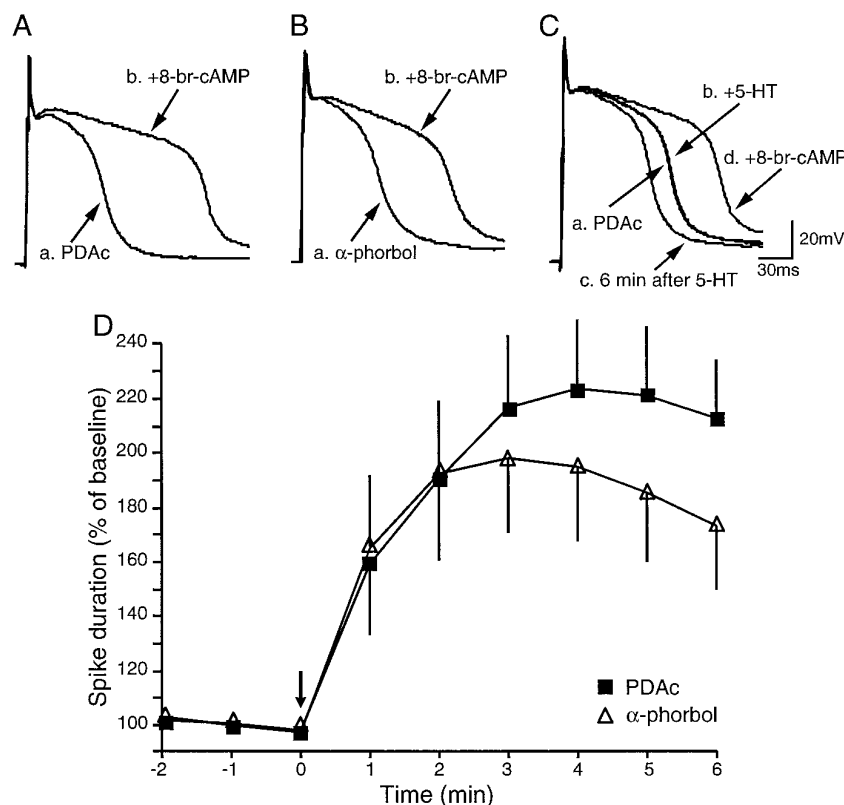 A
B
C
b. +8-br-cAMP
a. PDAc
b. +8-br-cAMP
a. α-phorbol
b. +5-HT
d. +8-br-cAMP
a. PDAc
c. 6 min after 5-HT
20mV
30ms
D
Spike duration (% of baseline)
240
220
200
180
160
140
120
100
PDAc
α-phorbol
-2 -1 0 1 2 3 4 5 6
Time (min)